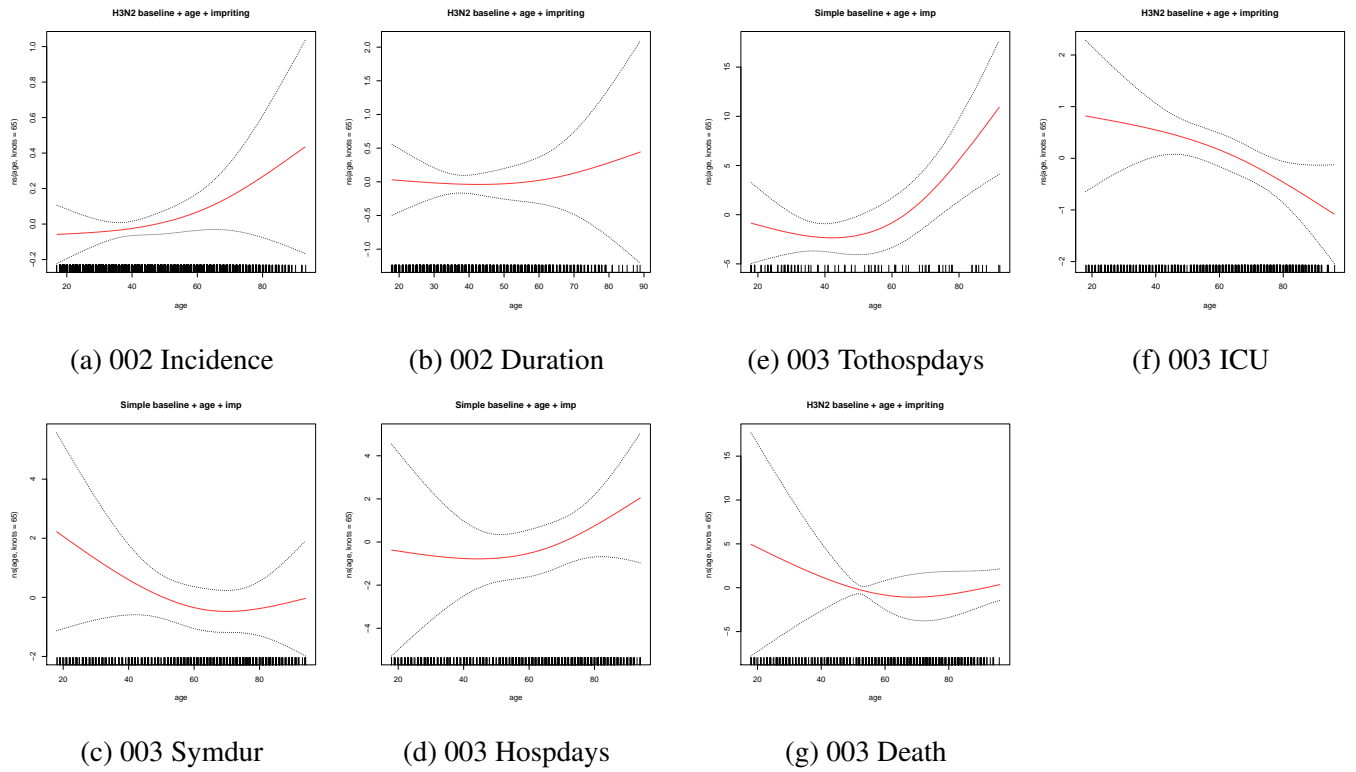 H3N2 baseline + age + impriting
ns(age, knots = 65)
1.0
0.8
0.6
0.4
0.2
0.0
-0.2
20 40 60 80
age
(a) 002 Incidence
H3N2 baseline + age + impriting
ns(age, knots = 65)
2.0
1.5
1.0
0.5
0.0
-0.5
-1.0
20 30 40 50 60 70 80 90
age
(b) 002 Duration
Simple baseline + age + imp
ns(age, knots = 65)
15
10
5
0
-5
20 40 60 80
age
(e) 003 Tothospdays
H3N2 baseline + age + impriting
ns(age, knots = 65)
2
1
0
-1
-2
20 40 60 80
age
(f) 003 ICU
Simple baseline + age + imp
ns(age, knots = 65)
4
2
0
-2
20 40 60 80
age
(c) 003 Symdur
Simple baseline + age + imp
ns(age, knots = 65)
4
2
0
-2
-4
20 40 60 80
age
(d) 003 Hospdays
H3N2 baseline + age + impriting
ns(age, knots = 65)
15
10
5
0
-5
20 40 60 80
age
(g) 003 Death